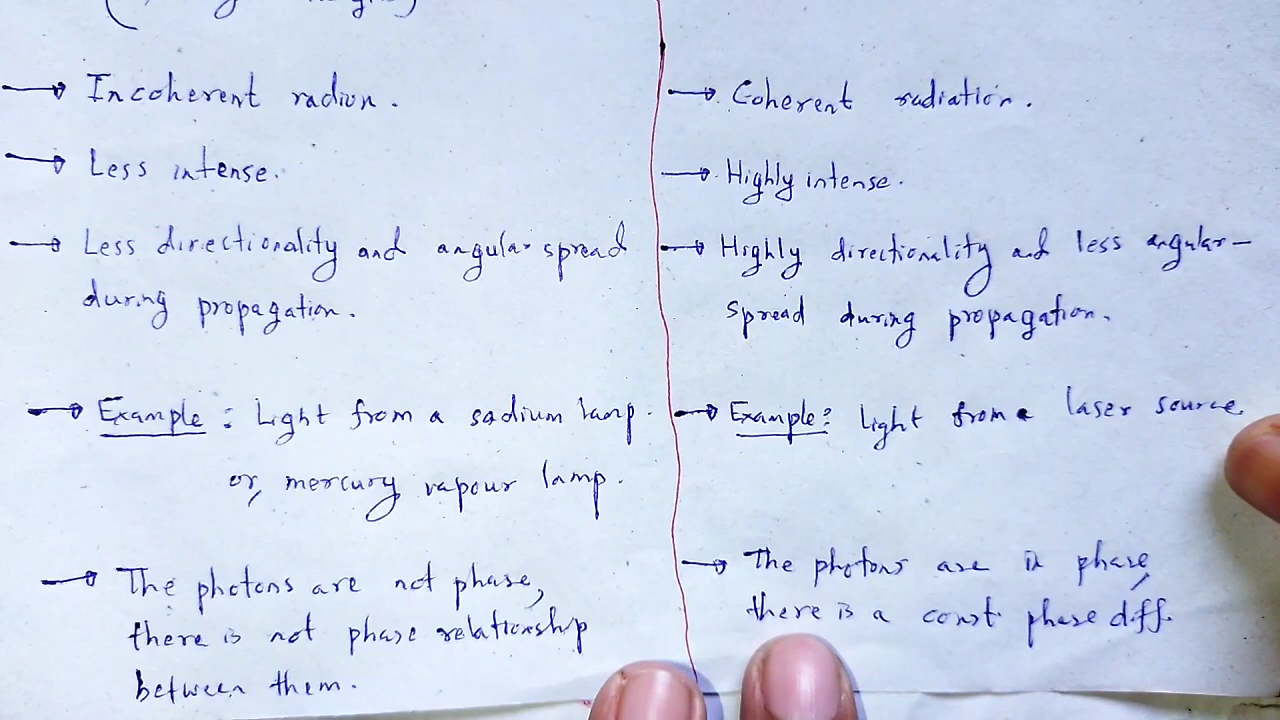 → Incoherent radion.
→ Less intense.
→ Less directionality and angular spread
during propagation.
→ Example : Light from a sodium lamp.
or, mercury vapour lamp.
→ The photons are not phase,
there is not phase relationship
between them.
→ Coherent radiation.
→ Highly intense.
→ Highly directionality and less angular-
spread during propagation.
→ Example : Light from a laser source.
→ The photons are in phase,
there is a const phase diff.